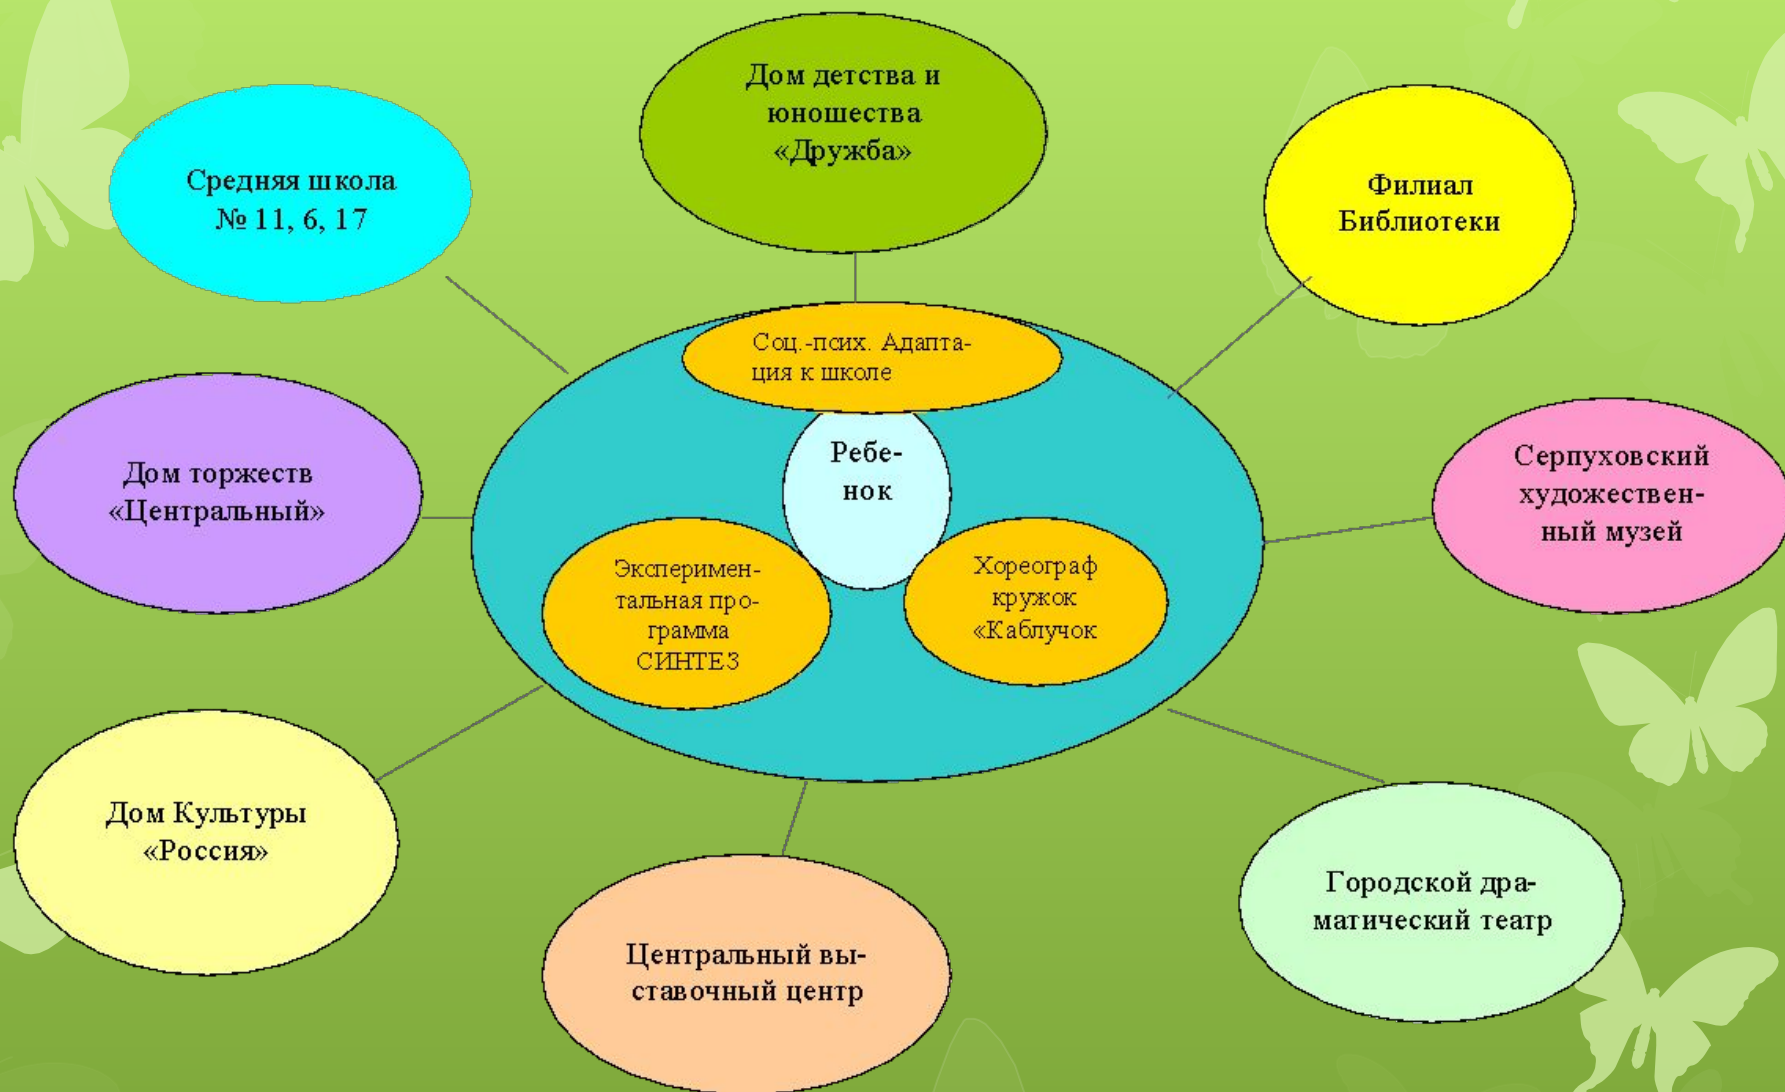 Дом детства и
юношества
«Дружба»
Средняя школа
№ 11, 6, 17
Филиал
Библиотеки
Соц.-псих. Адапта-
ция к школе
Ребе-
нок
Дом торжеств
«Центральный»
Серпуховский
художествен-
ный музей
Эксперимен-
тальная про-
грамма
СИНТЕЗ
Хореограф
кружок
«Каблучок
Дом Культуры
«Россия»
Городской дра-
матический театр
Центральный вы-
ставочный центр